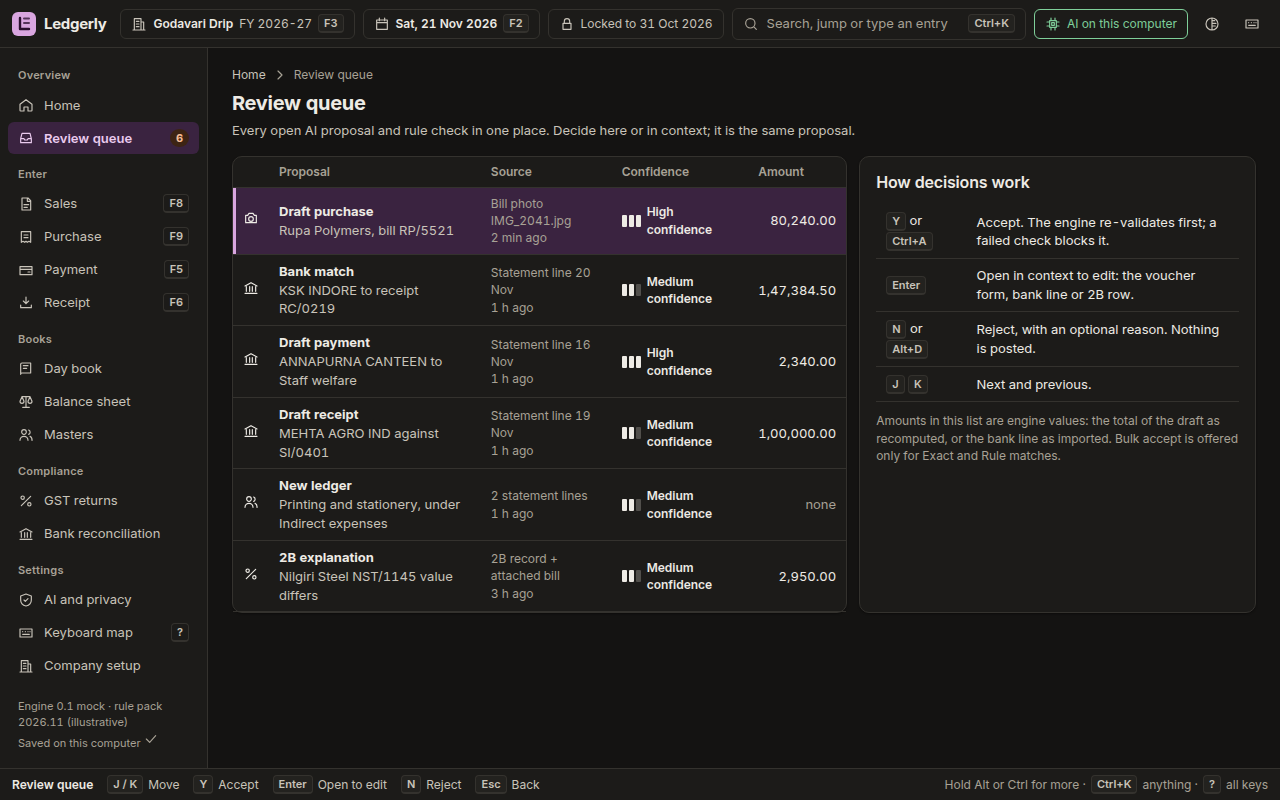 Ledgerly
Godavari Drip FY 2026-27 F3
Sat, 21 Nov 2026 F2
Locked to 31 Oct 2026
Search, jump or type an entry Ctrl+K
AI on this computer
Overview
Home
Review queue 6
Enter
Sales F8
Purchase F9
Payment F5
Receipt F6
Books
Day book
Balance sheet
Masters
Compliance
GST returns
Bank reconciliation
Settings
AI and privacy
Keyboard map ?
Company setup
Engine 0.1 mock · rule pack
2026.11 (illustrative)
Saved on this computer
Home > Review queue
Review queue
Every open AI proposal and rule check in one place. Decide here or in context; it is the same proposal.
Proposal Source Confidence Amount
Draft purchase
Rupa Polymers, bill RP/5521
Bill photo
IMG_2041.jpg
2 min ago
High
confidence
80,240.00
Bank match
KSK INDORE to receipt
RC/0219
Statement line 20
Nov
1 h ago
Medium
confidence
1,47,384.50
Draft payment
ANNAPURNA CANTEEN to
Staff welfare
Statement line 16
Nov
1 h ago
High
confidence
2,340.00
Draft receipt
MEHTA AGRO IND against
SI/0401
Statement line 19
Nov
1 h ago
Medium
confidence
1,00,000.00
New ledger
Printing and stationery, under
Indirect expenses
2 statement lines
1 h ago
Medium
confidence
none
2B explanation
Nilgiri Steel NST/1145 value
differs
2B record +
attached bill
3 h ago
Medium
confidence
2,950.00
How decisions work
Y or
Ctrl+A
Accept. The engine re-validates first; a
failed check blocks it.
Enter
Open in context to edit: the voucher
form, bank line or 2B row.
N or
Alt+D
Reject, with an optional reason. Nothing
is posted.
J K
Next and previous.
Amounts in this list are engine values: the total of the draft as
recomputed, or the bank line as imported. Bulk accept is offered
only for Exact and Rule matches.
Review queue J / K Move Y Accept Enter Open to edit N Reject Esc Back
Hold Alt or Ctrl for more · Ctrl+K anything · ? all keys